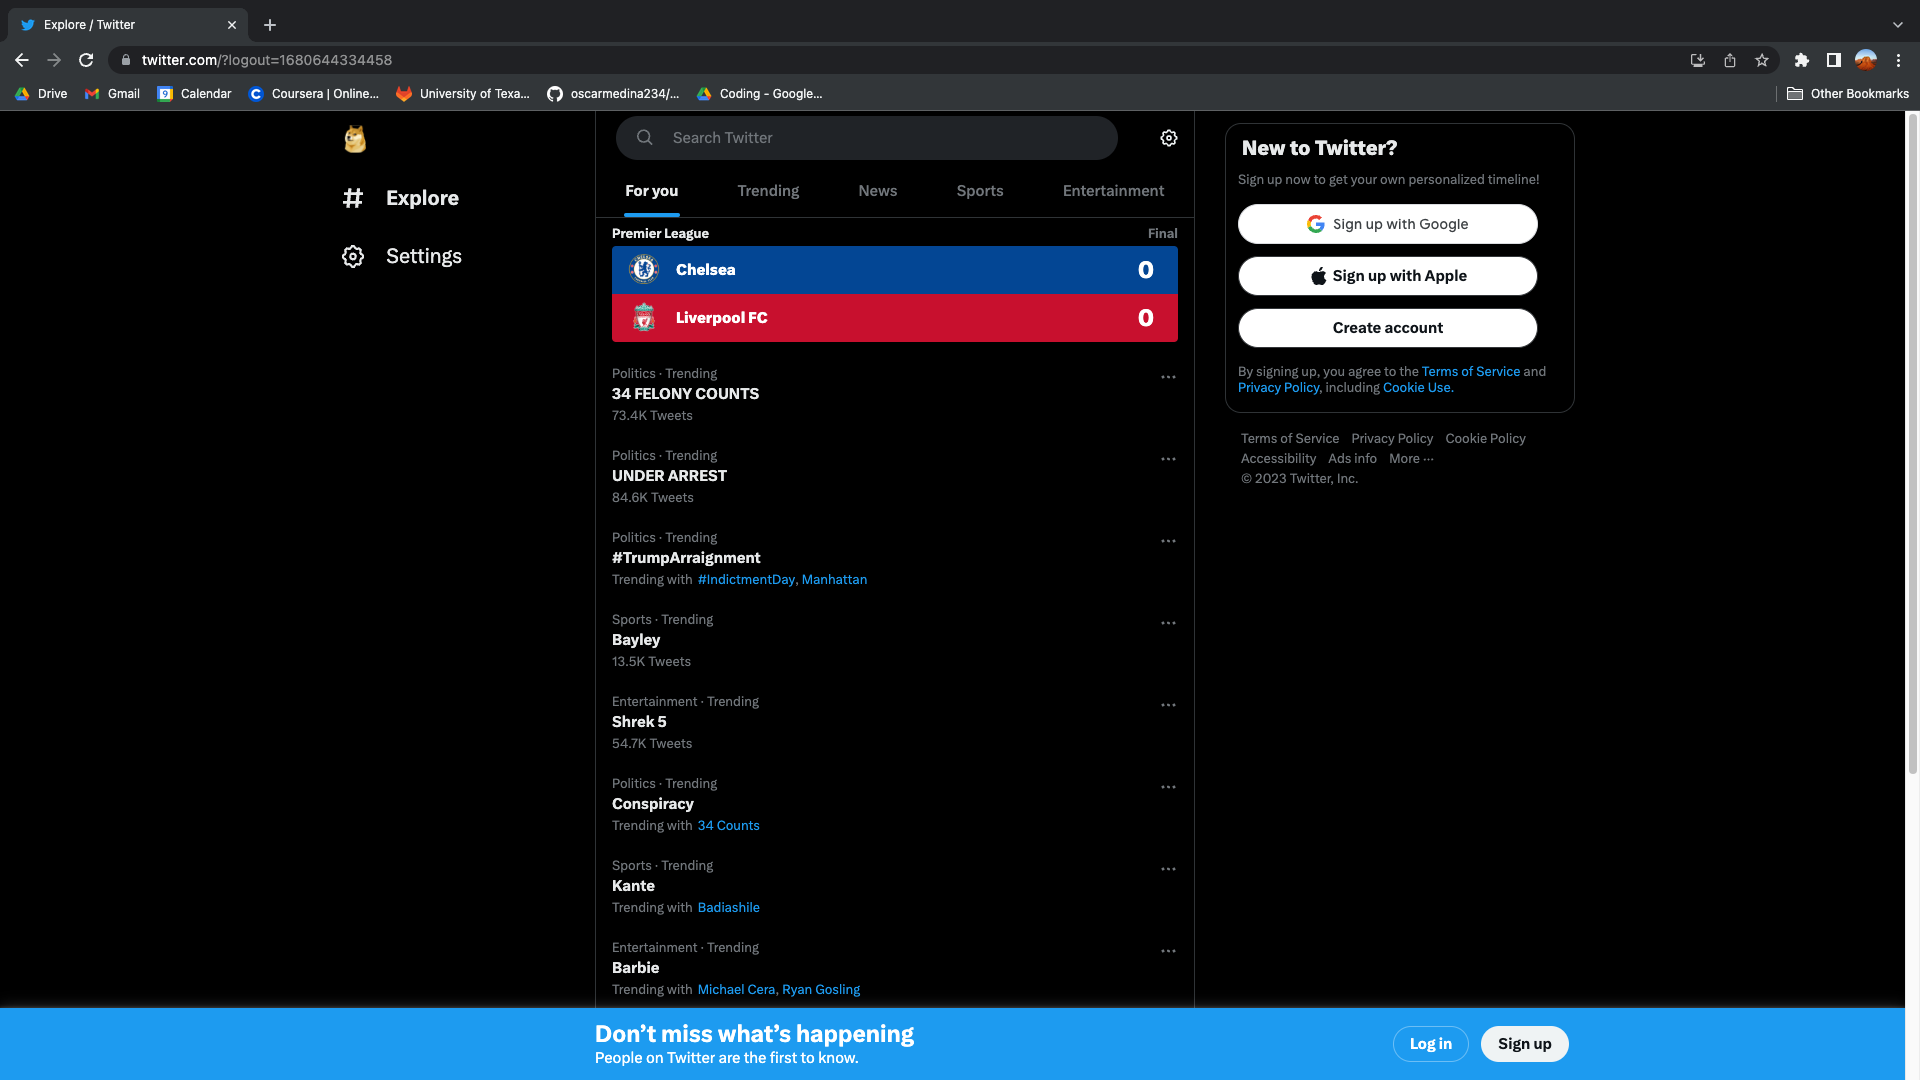 Explore / Twitter
twitter.com/?logout=1680644334458
Drive
Gmail
9
Calendar
C
Coursera | Online...
University of Texa...
oscarmedina234/...
Coding - Google...
Other Bookmarks
Explore
Settings
Search Twitter
For you
Trending
News
Sports
Entertainment
Premier League
Final
Chelsea
0
Liverpool FC
0
Politics · Trending
34 FELONY COUNTS
73.4K Tweets
Politics · Trending
UNDER ARREST
84.6K Tweets
Politics · Trending
#TrumpArraignment
Trending with #IndictmentDay, Manhattan
Sports · Trending
Bayley
13.5K Tweets
Entertainment · Trending
Shrek 5
54.7K Tweets
Politics · Trending
Conspiracy
Trending with 34 Counts
Sports · Trending
Kante
Trending with Badiashile
Entertainment · Trending
Barbie
Trending with Michael Cera, Ryan Gosling
New to Twitter?
Sign up now to get your own personalized timeline!
Sign up with Google
Sign up with Apple
Create account
By signing up, you agree to the Terms of Service and
Privacy Policy, including Cookie Use.
Terms of Service Privacy Policy Cookie Policy
Accessibility Ads info More ···
© 2023 Twitter, Inc.
Don’t miss what’s happening
People on Twitter are the first to know.
Log in
Sign up